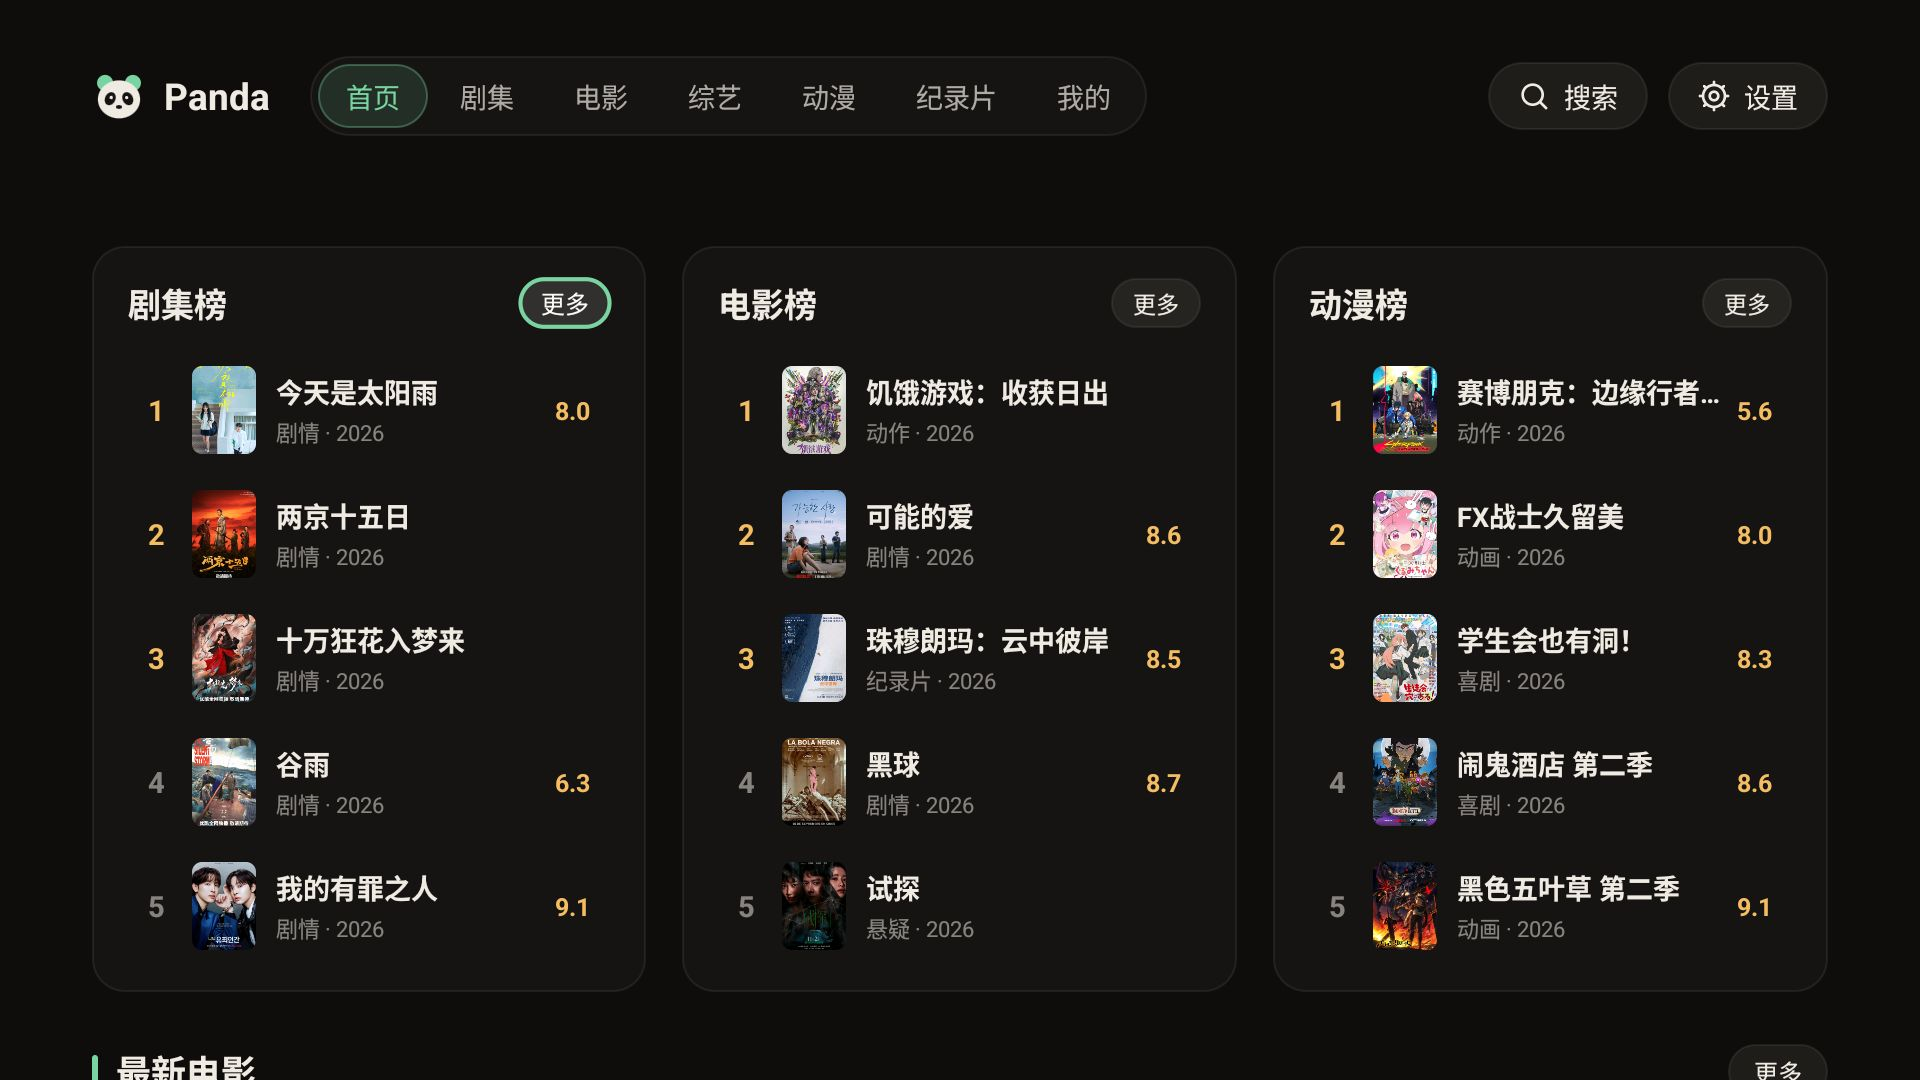 Panda
首页
剧集
电影
综艺
动漫
纪录片
我的
搜索
设置
剧集榜
更多
1
今天是太阳雨
剧情 · 2026
8.0
2
两京十五日
剧情 · 2026
3
十万狂花入梦来
剧情 · 2026
4
谷雨
剧情 · 2026
6.3
5
我的有罪之人
剧情 · 2026
9.1
电影榜
更多
1
饥饿游戏：收获日出
动作 · 2026
2
可能的爱
剧情 · 2026
8.6
3
珠穆朗玛：云中彼岸
纪录片 · 2026
8.5
4
LA BOLA NEGRA
黑球
剧情 · 2026
8.7
5
试探
悬疑 · 2026
动漫榜
更多
1
赛博朋克：边缘行者...
动作 · 2026
5.6
2
FX战士久留美
动画 · 2026
8.0
3
学生会也有洞！
喜剧 · 2026
8.3
4
闹鬼酒店 第二季
喜剧 · 2026
8.6
5
黑色五叶草 第二季
动画 · 2026
9.1
最新电影
更多